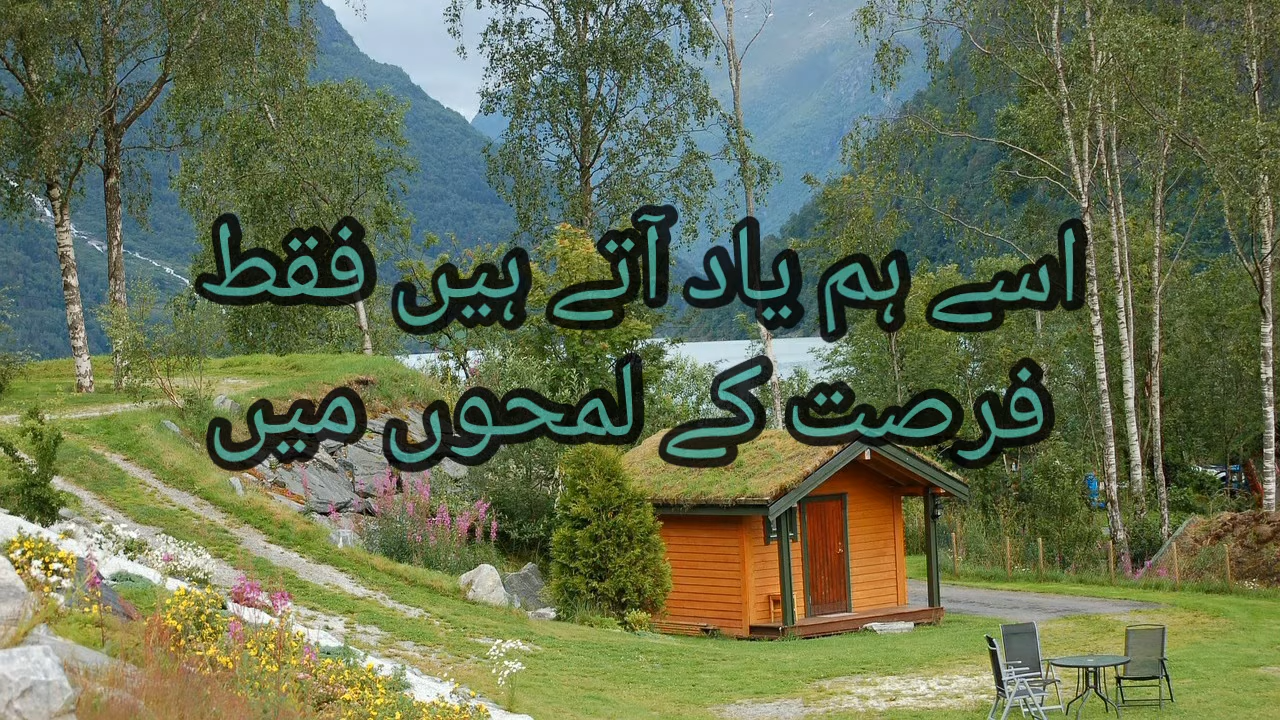 اسے ہم یاد آتے ہیں فقط
فرصت کے لمحوں میں